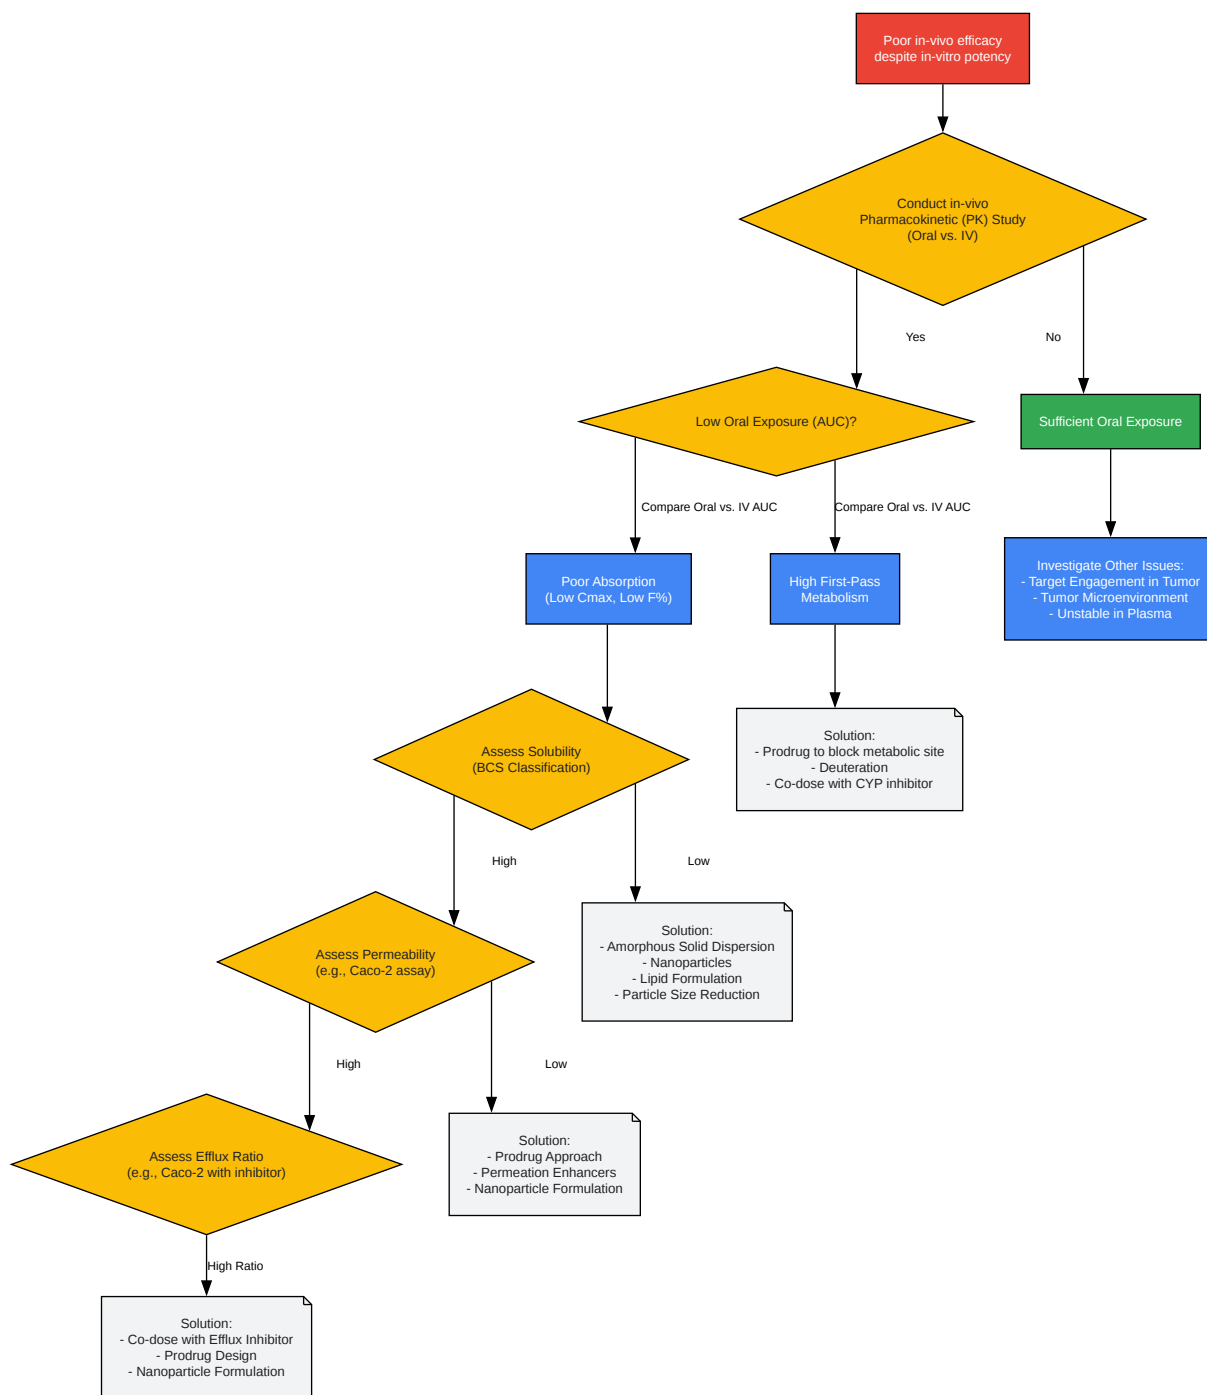 Poor in-vivo efficacy
despite in-vitro potency
Conduct in-vivo
Pharmacokinetic (PK) Study
(Oral vs. IV)
Yes
No
Low Oral Exposure (AUC)?
Sufficient Oral Exposure
Compare Oral vs. IV AUC
Compare Oral vs. IV AUC
Poor Absorption
(Low Cmax, Low F%)
High First-Pass
Metabolism
Investigate Other Issues:
- Target Engagement in Tumor
- Tumor Microenvironment
- Unstable in Plasma
Assess Solubility
(BCS Classification)
Solution:
- Prodrug to block metabolic site
- Deuteration
- Co-dose with CYP inhibitor
High
Low
Assess Permeability
(e.g., Caco-2 assay)
Solution:
- Amorphous Solid Dispersion
- Nanoparticles
- Lipid Formulation
- Particle Size Reduction
High
Low
Assess Efflux Ratio
(e.g., Caco-2 with inhibitor)
Solution:
- Prodrug Approach
- Permeation Enhancers
- Nanoparticle Formulation
High Ratio
Solution:
- Co-dose with Efflux Inhibitor
- Prodrug Design
- Nanoparticle Formulation